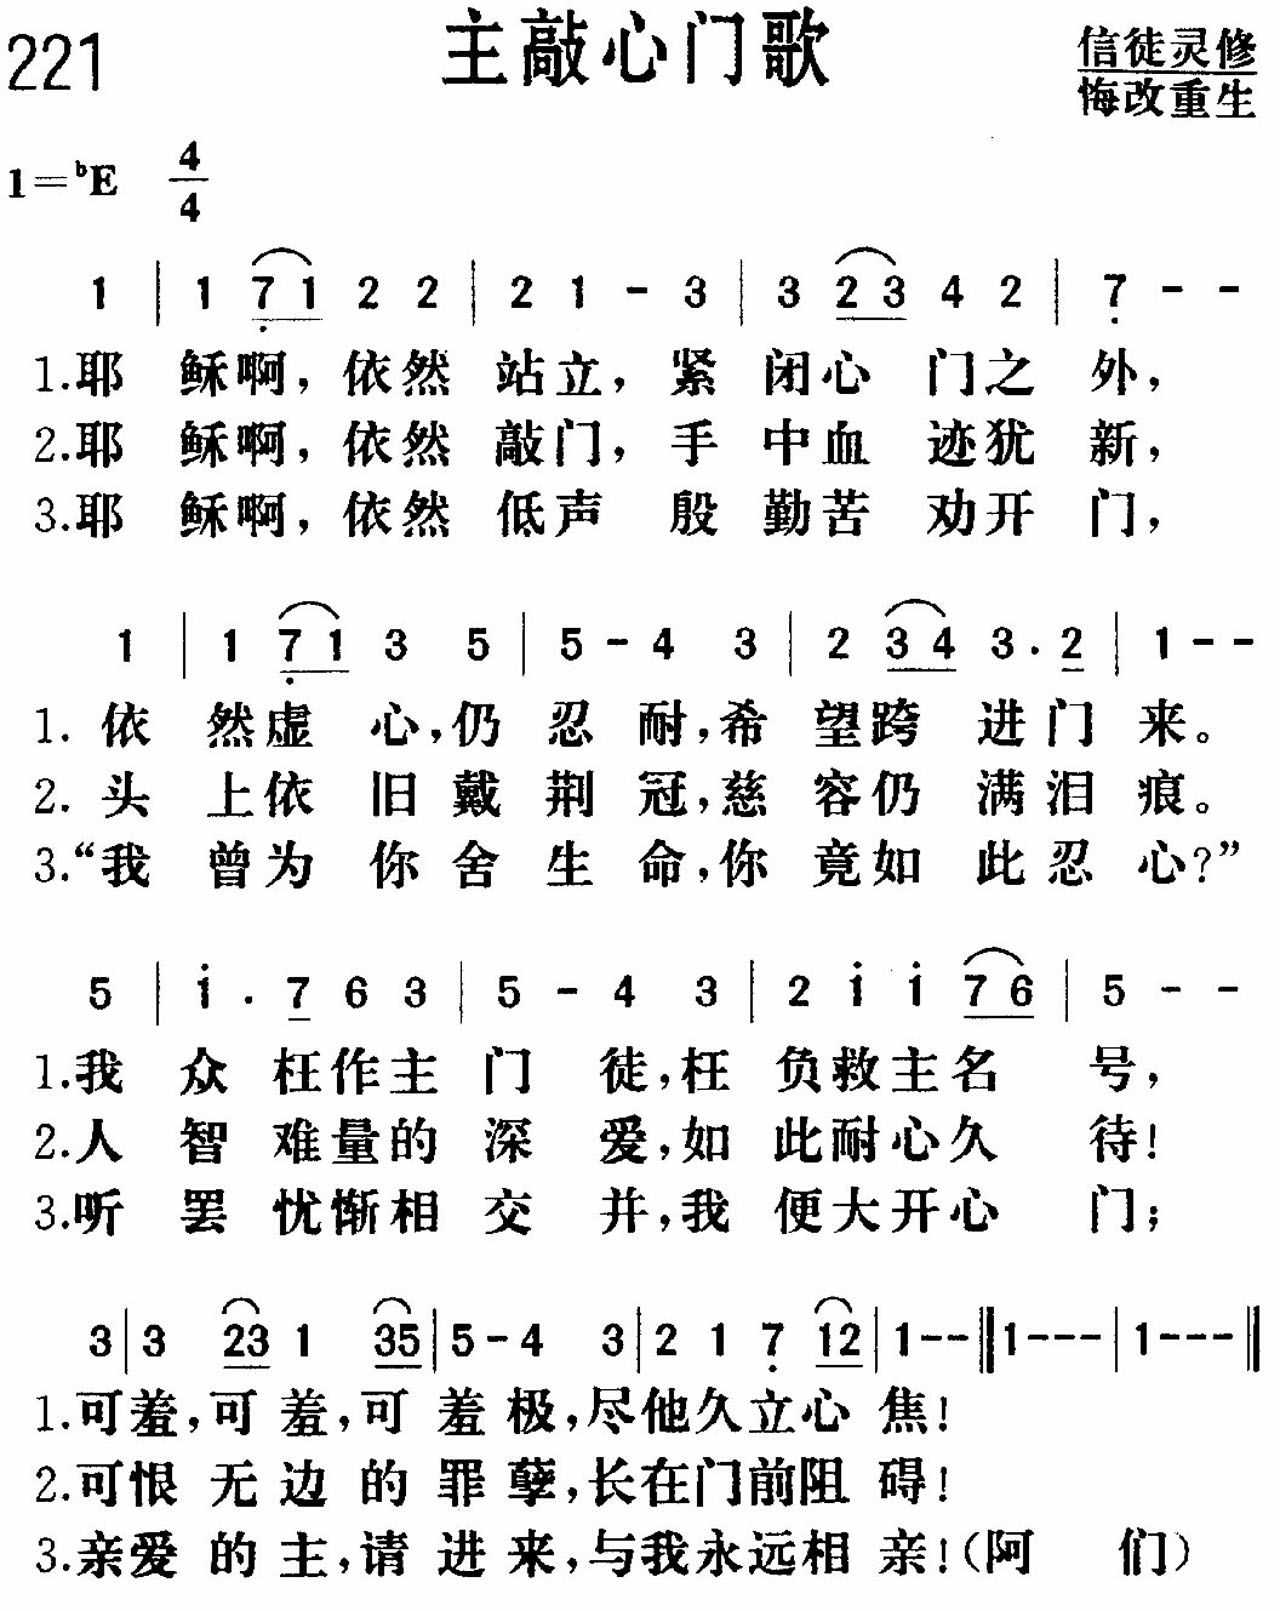 221
主敲心门歌
信徒灵修
悔改重生
1=ᵇE 4/4
1 | 1 7̣ 1 2 2 | 2 1 - 3 | 3 2 3 4 2 | 7̣ - -
1.耶 稣啊,依然 站立,紧 闭心 门之 外,
2.耶 稣啊,依然 敲门,手 中血 迹犹 新,
3.耶 稣啊,依然 低声 殷 勤苦 劝开 门,
1 | 1 7̣ 1 3 5 | 5 - 4 3 | 2 3 4 3 . 2 | 1 - -
1. 依 然虚 心,仍 忍 耐,希 望跨 进门 来。
2. 头 上依 旧 戴 荆 冠,慈 容仍 满泪 痕。
3.“我 曾为 你 舍 生 命,你 竟如 此忍 心?”
5 | 1̇ . 7 6 3 | 5 - 4 3 | 2 1̇ 1̇ 7 6 | 5 - -
1.我 众 枉作主 门 徒,枉 负救主名 号,
2.人 智 难量的 深 爱,如 此耐心久 待!
3.听 罢 忧惭相 交 并,我 便大开心 门;
3 | 3 23 1 35 | 5 - 4 3 | 2 1 7̣ 12 | 1 - - ‖ 1 - - - | 1 - - - ‖
1.可羞,可 羞,可 羞 极,尽他久立心 焦!
2.可恨 无 边 的 罪 孽,长在门前阻 碍!
3.亲爱 的 主,请 进 来,与我永远相 亲!(阿 们)